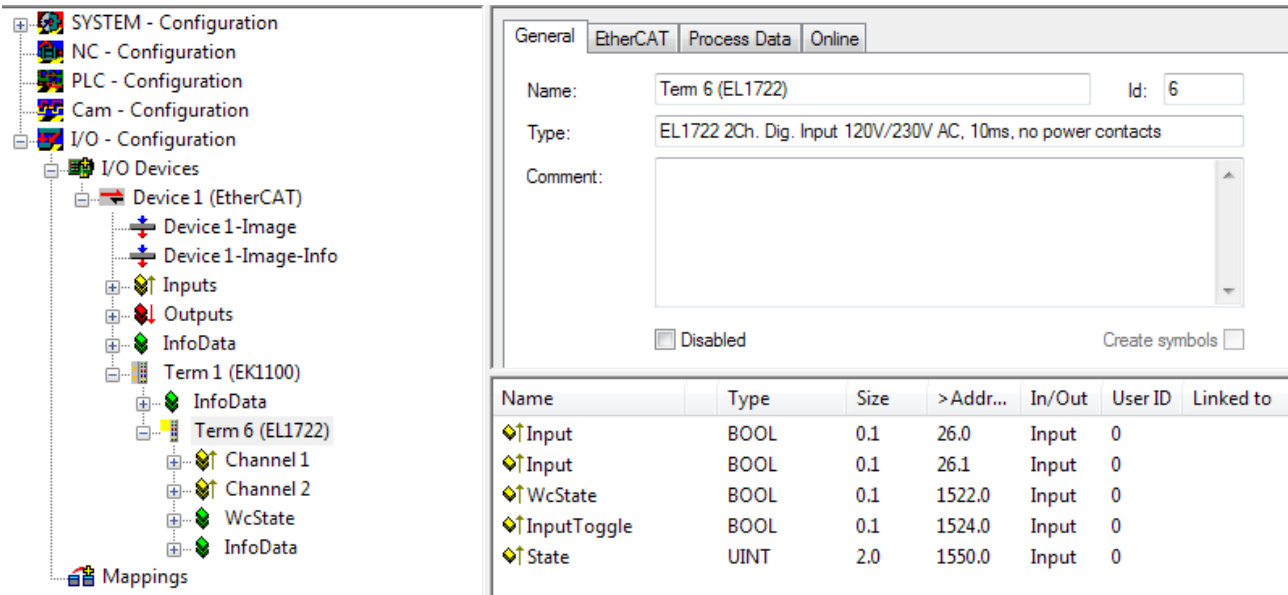 SYSTEM - Configuration
NC - Configuration
PLC - Configuration
Cam - Configuration
I/O - Configuration
I/O Devices
Device 1 (EtherCAT)
Device 1-Image
Device 1-Image-Info
Inputs
Outputs
InfoData
Term 1 (EK1100)
InfoData
Term 6 (EL1722)
Channel 1
Channel 2
WcState
InfoData
Mappings
General EtherCAT Process Data Online
Name: Term 6 (EL1722) Id: 6
Type: EL1722 2Ch. Dig. Input 120V/230V AC, 10ms, no power contacts
Comment:
Disabled Create symbols
Name Type Size >Addr... In/Out User ID Linked to
Input BOOL 0.1 26.0 Input 0
Input BOOL 0.1 26.1 Input 0
WcState BOOL 0.1 1522.0 Input 0
InputToggle BOOL 0.1 1524.0 Input 0
State UINT 2.0 1550.0 Input 0